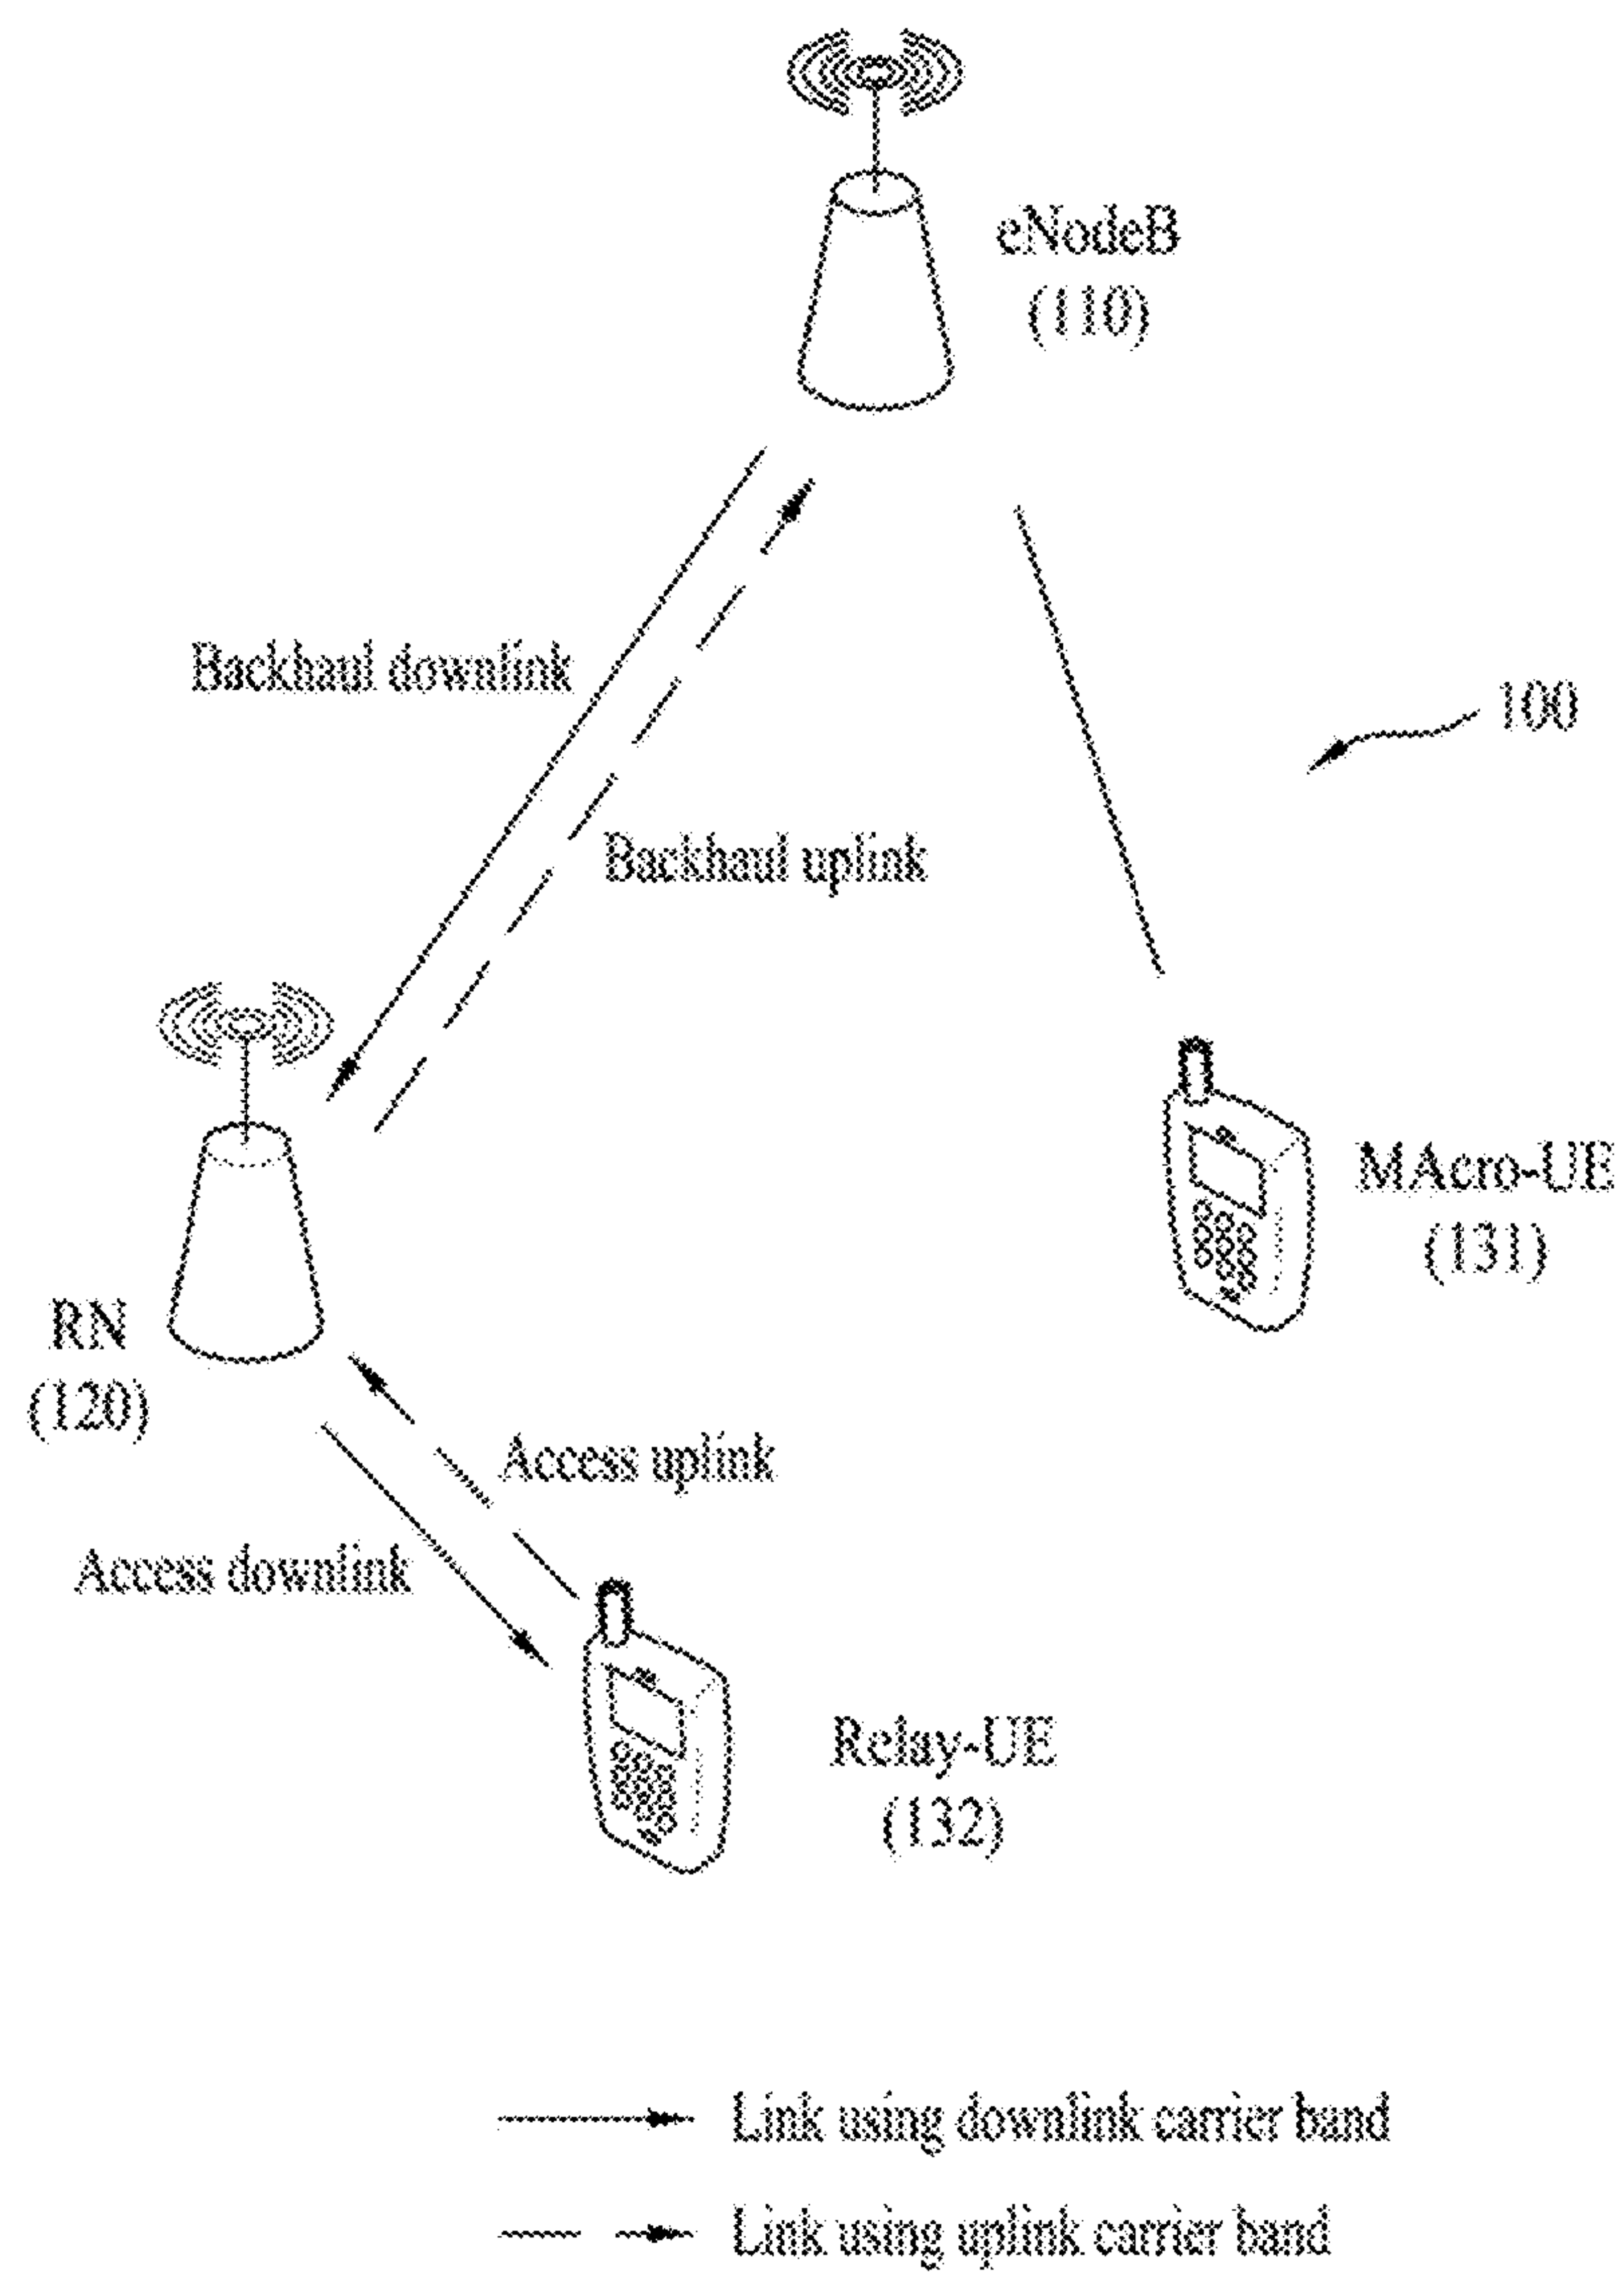 eNodeB
(110)
Backhaul downlink
100
Backhaul uplink
MAcro-UE
(131)
RN
(120)
Access uplink
Access downlink
Relay-UE
(132)
Link using downlink carrier band
Link using uplink carrier band